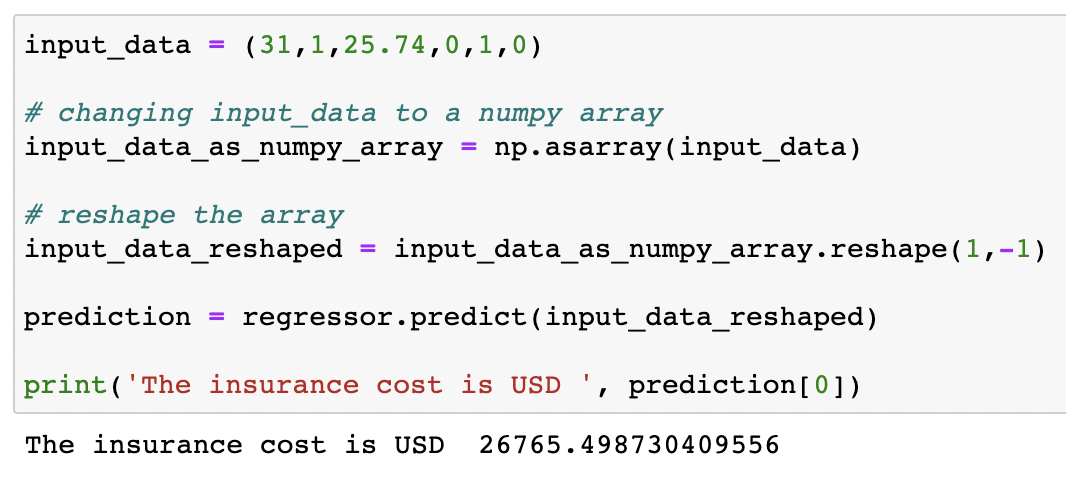 input_data = (31,1,25.74,0,1,0)
# changing input_data to a numpy array
input_data_as_numpy_array = np.asarray(input_data)
# reshape the array
input_data_reshaped = input_data_as_numpy_array.reshape(1,-1)
prediction = regressor.predict(input_data_reshaped)
print('The insurance cost is USD ', prediction[0])
The insurance cost is USD  26765.498730409556